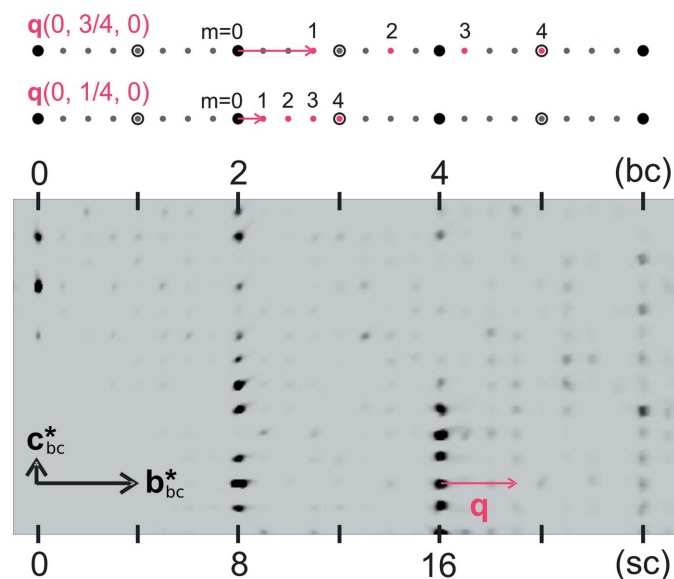 q(0, 3/4, 0) m=0 1 2 3 4
q(0, 1/4, 0) m=0 1 2 3 4
0 2 4 (bc)
c*bc
b*bc
q
0 8 16 (sc)